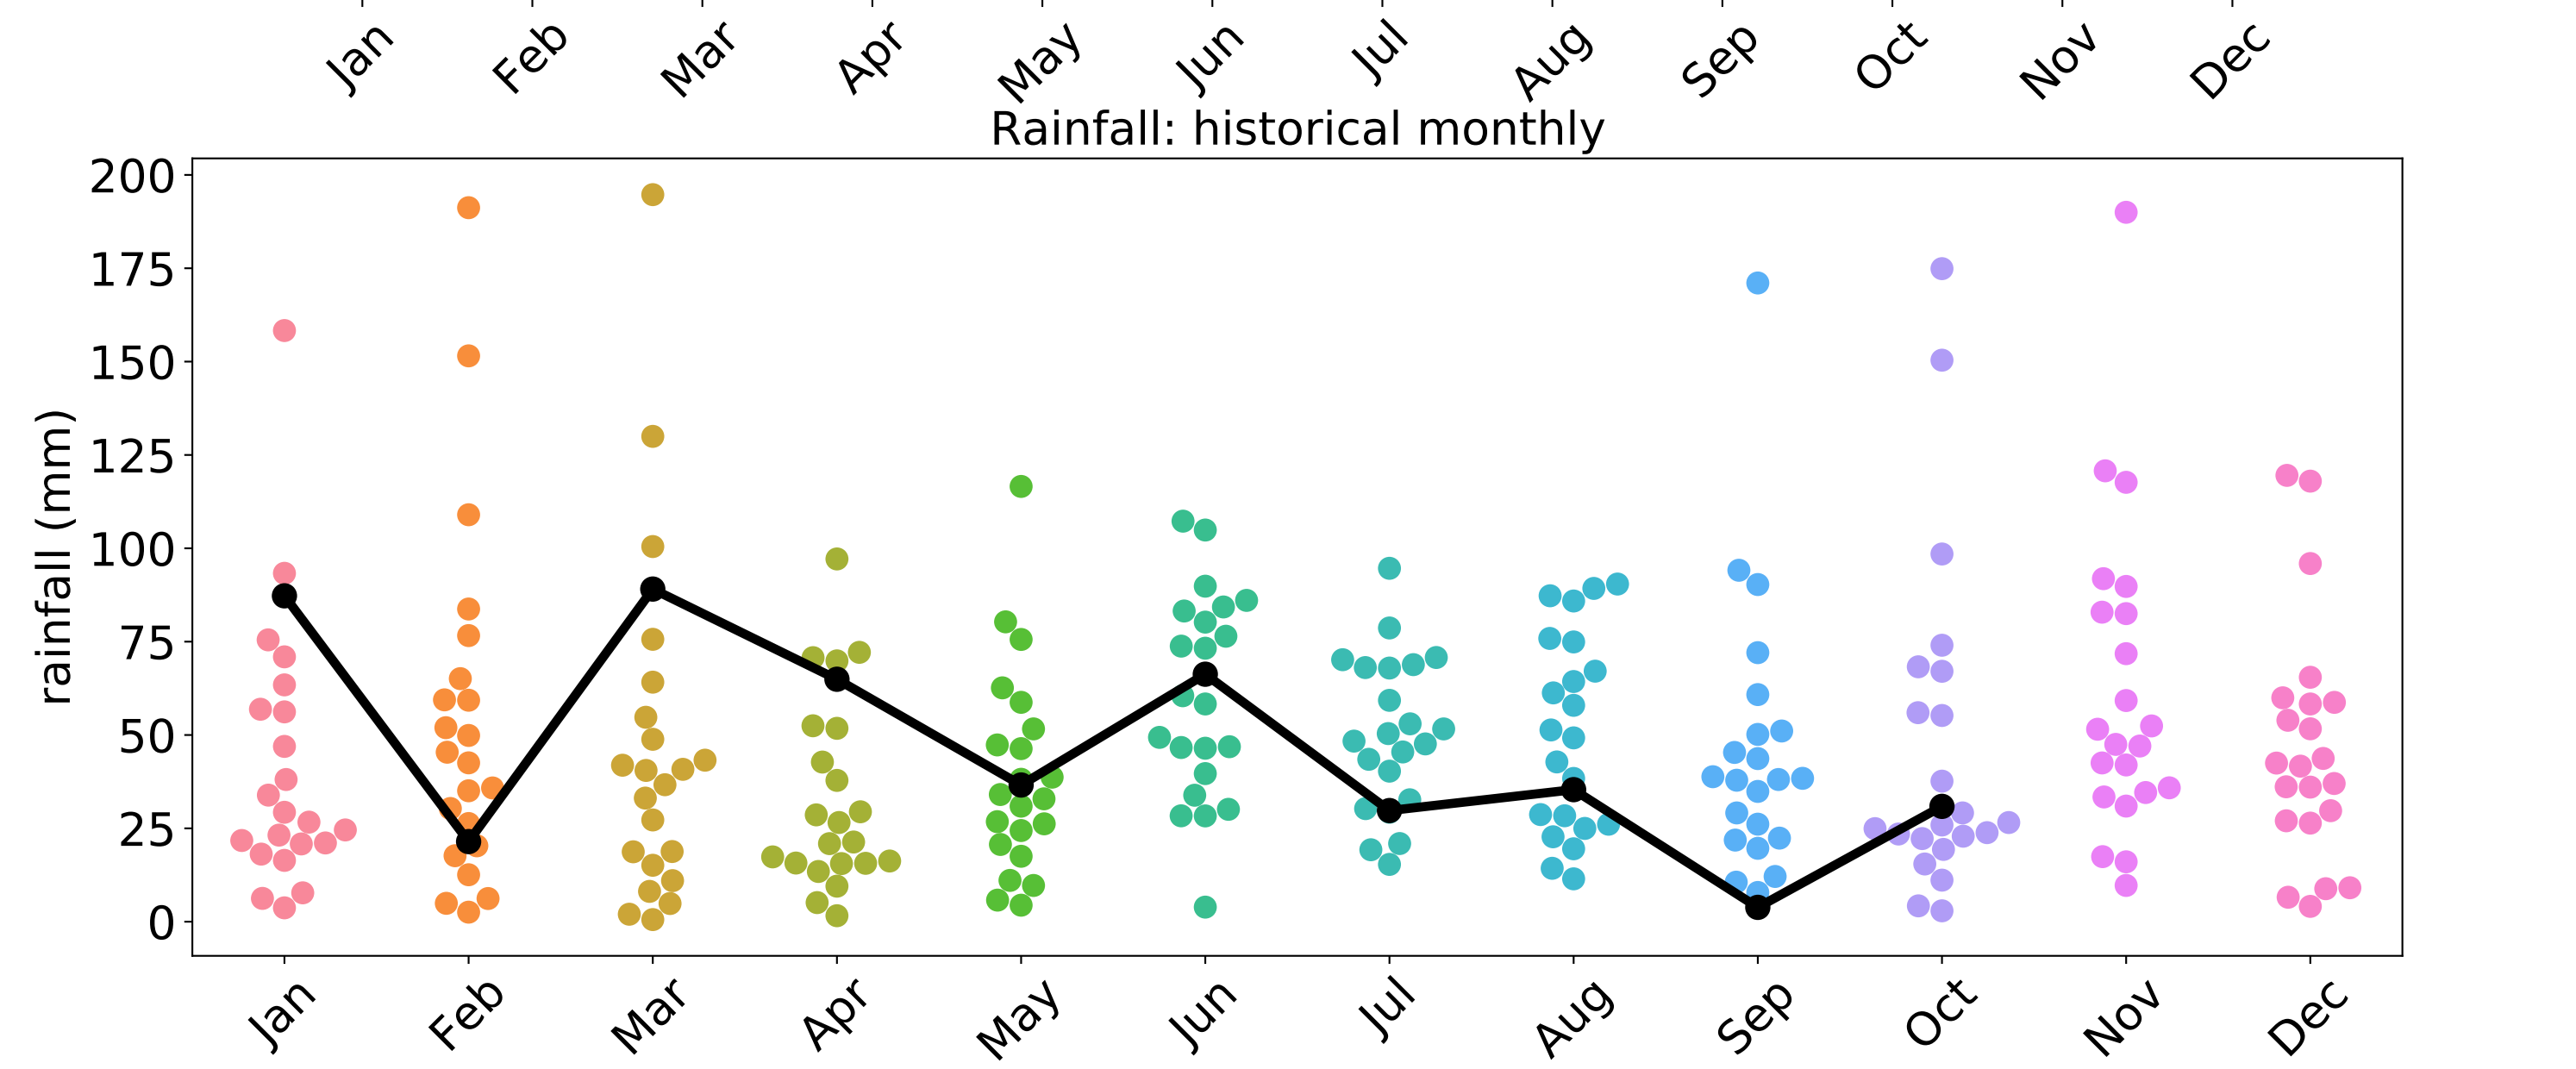 Jan Feb Mar Apr May Jun Jul Aug Sep Oct Nov Dec
Rainfall: historical monthly
rainfall (mm)
200
175
150
125
100
75
50
25
0
Jan Feb Mar Apr May Jun Jul Aug Sep Oct Nov Dec